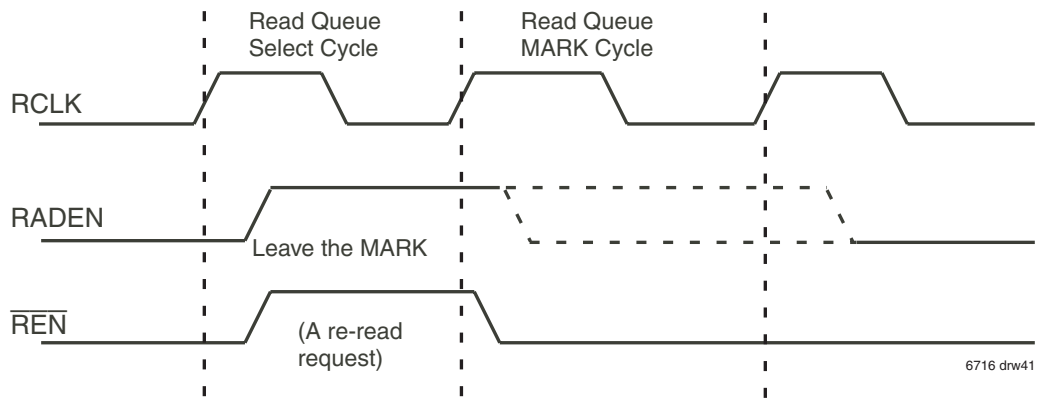 Read Queue
Select Cycle
Read Queue
MARK Cycle
RCLK
RADEN
Leave the MARK
REN
(A re-read
request)
6716 drw41